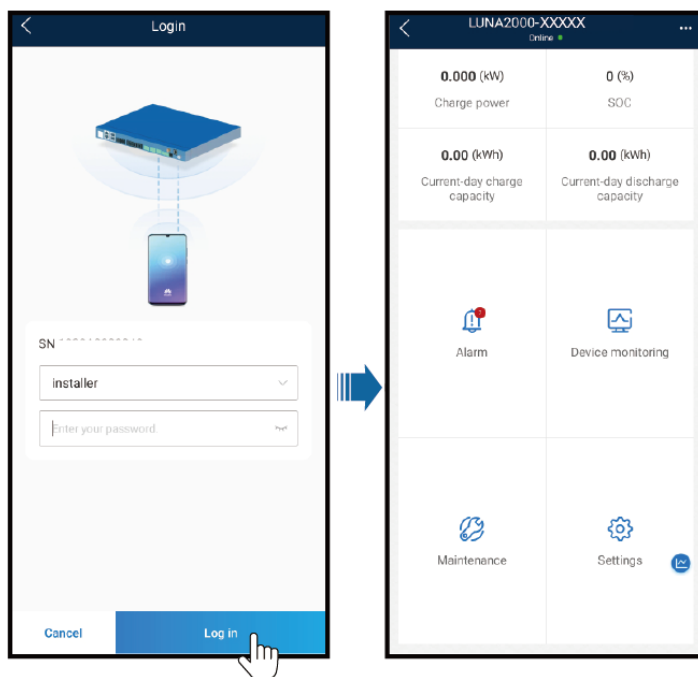 Login
SN
installer
Enter your password
Cancel
Log in
LUNA2000-XXXXX
Online
0.000 (kW)
Charge power
0 (%)
SOC
0.00 (kWh)
Current-day charge
capacity
0.00 (kWh)
Current-day discharge
capacity
Alarm
Device monitoring
Maintenance
Settings